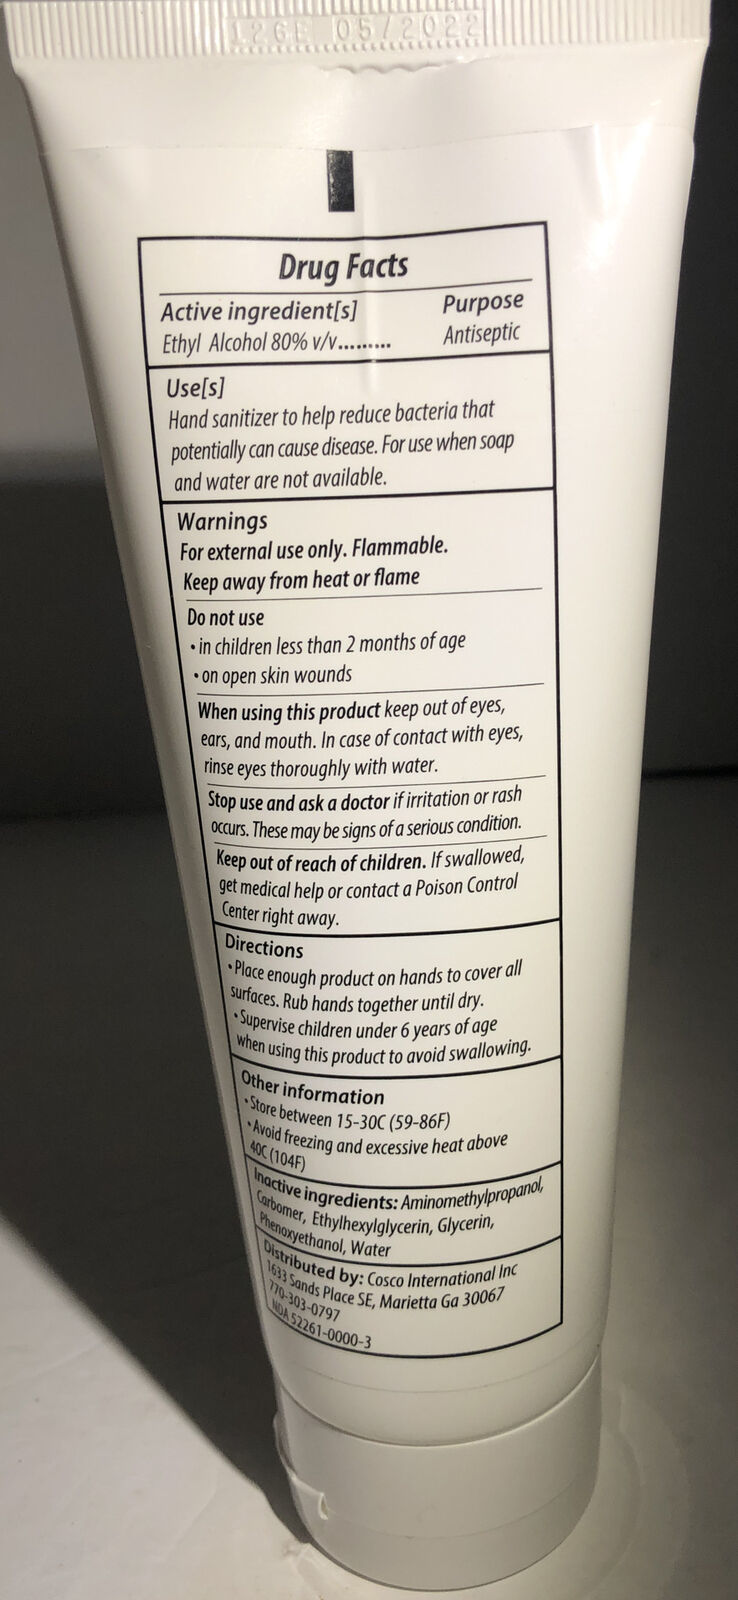 126E 05/2022
Drug Facts
Active ingredient[s] Purpose
Ethyl Alcohol 80% v/v......... Antiseptic
Use[s]
Hand sanitizer to help reduce bacteria that
potentially can cause disease. For use when soap
and water are not available.
Warnings
For external use only. Flammable.
Keep away from heat or flame
Do not use
• in children less than 2 months of age
• on open skin wounds
When using this product keep out of eyes,
ears, and mouth. In case of contact with eyes,
rinse eyes thoroughly with water.
Stop use and ask a doctor if irritation or rash
occurs. These may be signs of a serious condition.
Keep out of reach of children. If swallowed,
get medical help or contact a Poison Control
Center right away.
Directions
• Place enough product on hands to cover all
surfaces. Rub hands together until dry.
• Supervise children under 6 years of age
when using this product to avoid swallowing.
Other information
• Store between 15-30C (59-86F)
• Avoid freezing and excessive heat above
40C (104F)
Inactive ingredients: Aminomethylpropanol,
Carbomer, Ethylhexylglycerin, Glycerin,
Phenoxyethanol, Water
Distributed by: Cosco International Inc
1633 Sands Place SE, Marietta Ga 30067
770-303-0797
NDA 52261-0000-3